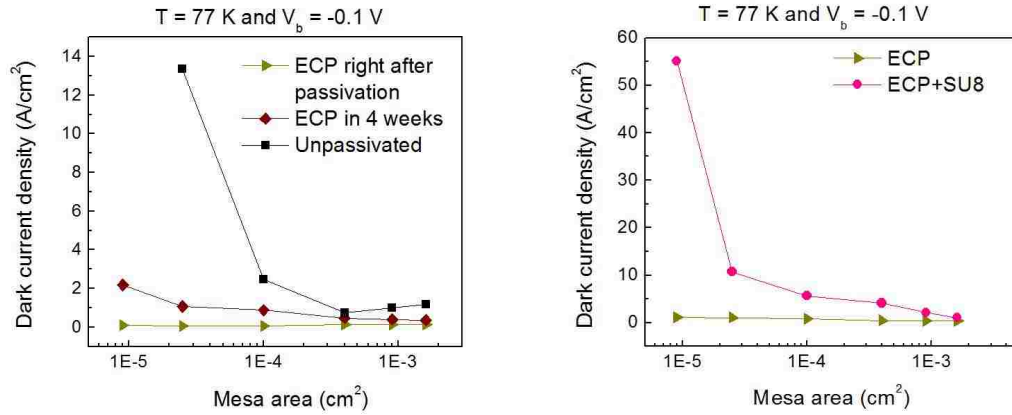 T = 77 K and V_b = -0.1 V
ECP right after
passivation
ECP in 4 weeks
Unpassivated
Dark current density (A/cm²)
14
12
10
8
6
4
2
0
1E-5 1E-4 1E-3
Mesa area (cm²)
T = 77 K and V_b = -0.1 V
ECP
ECP+SU8
Dark current density (A/cm²)
60
50
40
30
20
10
0
1E-5 1E-4 1E-3
Mesa area (cm²)